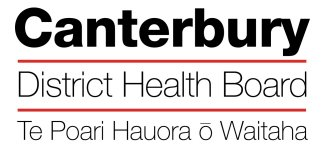 Canterbury
District Health Board
Te Poari Hauora ō Waitaha